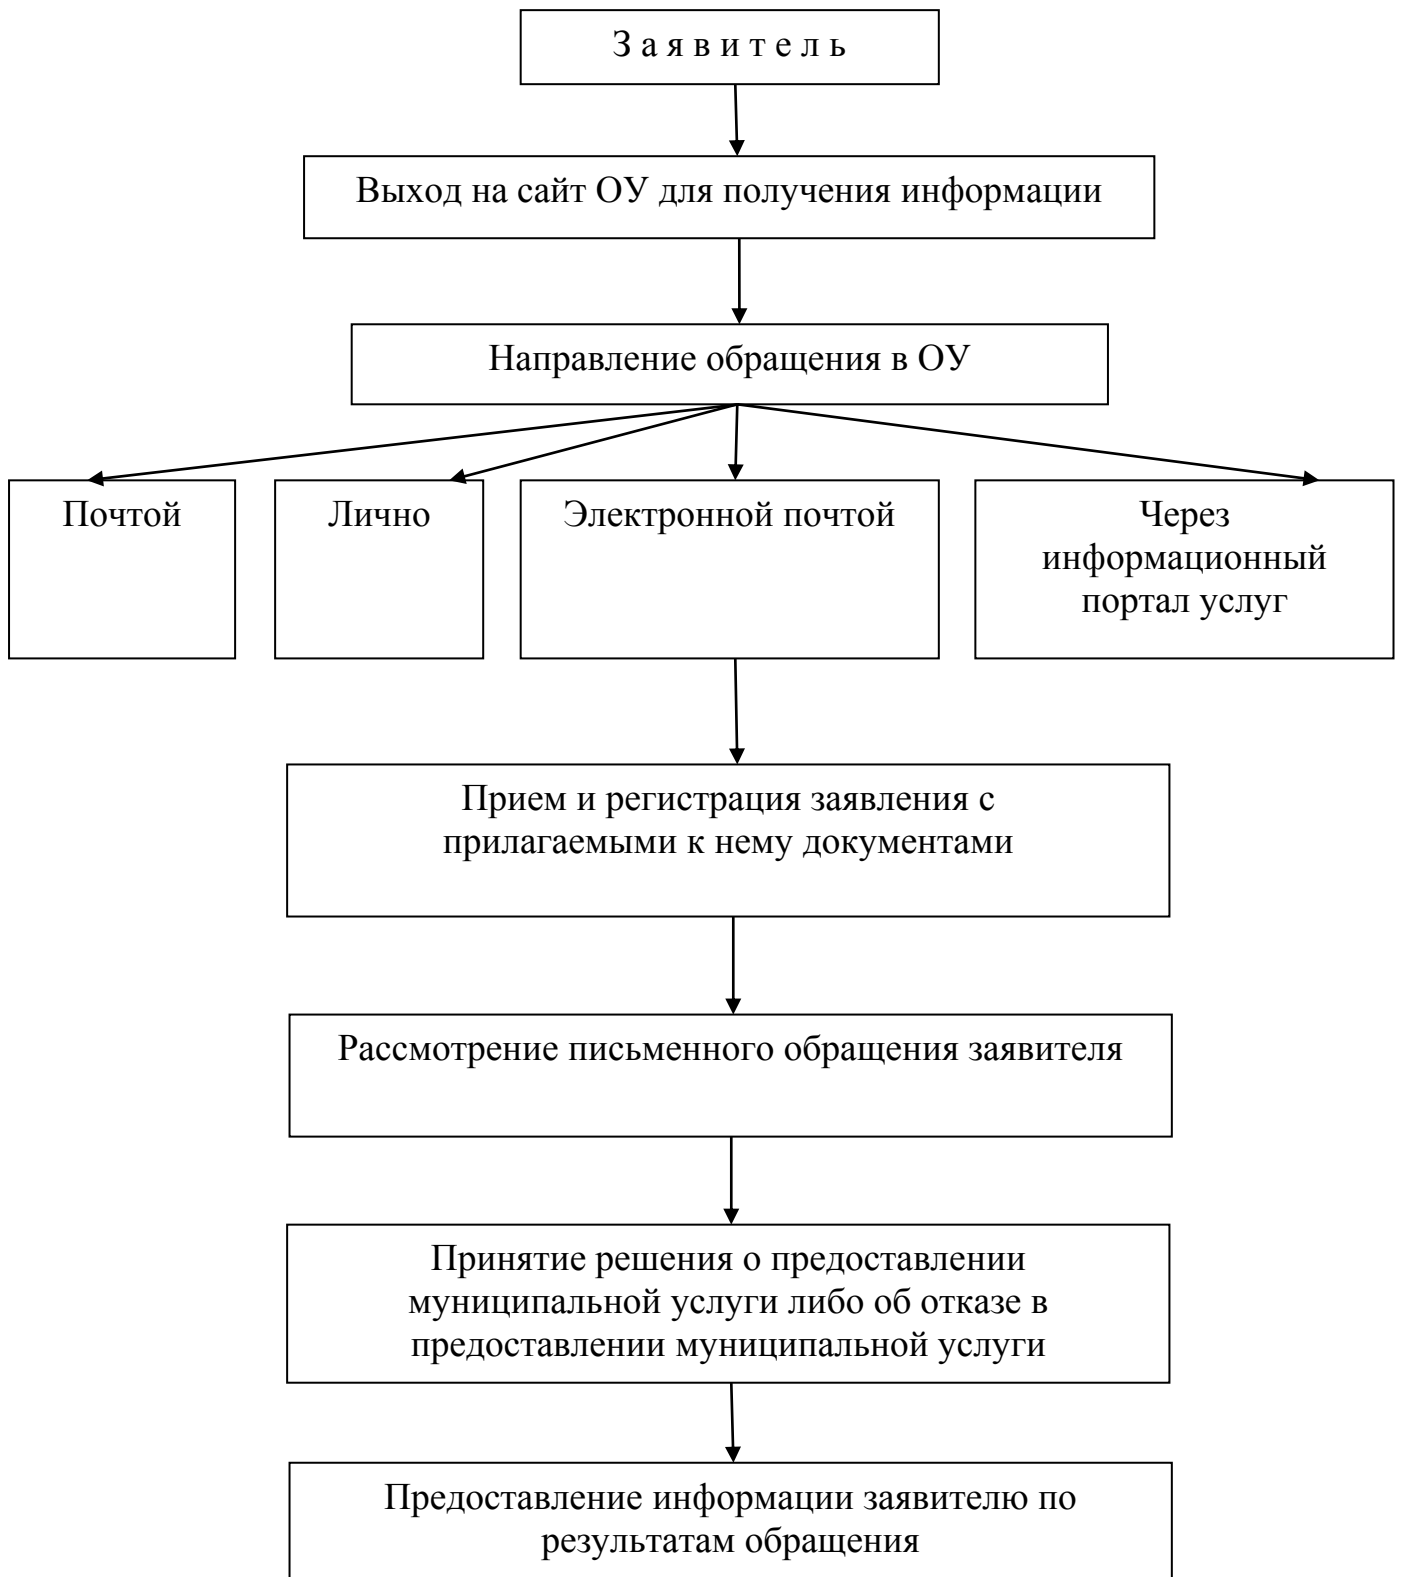 З а я в и т е л ь
Выход на сайт ОУ для получения информации
Направление обращения в ОУ
Почтой
Лично
Электронной почтой
Через
информационный
портал услуг
Прием и регистрация заявления с
прилагаемыми к нему документами
Рассмотрение письменного обращения заявителя
Принятие решения о предоставлении
муниципальной услуги либо об отказе в
предоставлении муниципальной услуги
Предоставление информации заявителю по
результатам обращения